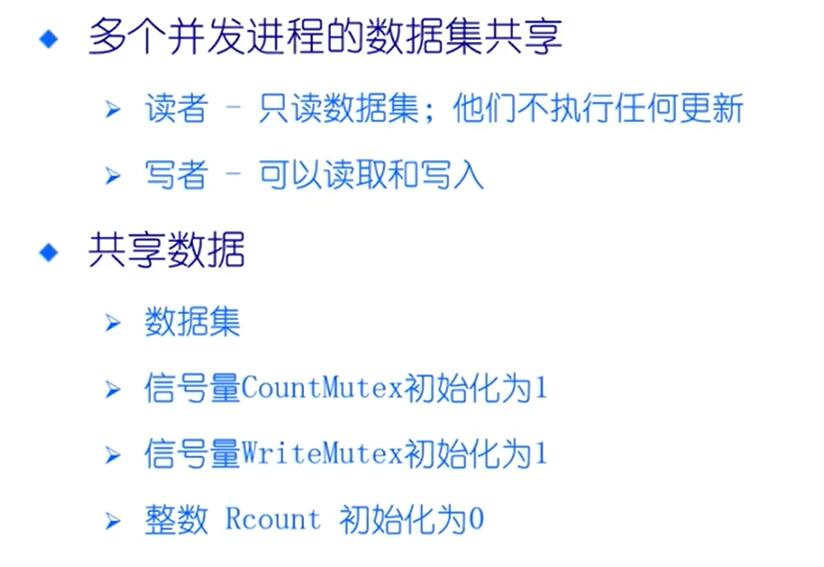 多个并发进程的数据集共享
读者 - 只读数据集；他们不执行任何更新
写者 - 可以读取和写入
共享数据
数据集
信号量CountMutex初始化为1
信号量WriteMutex初始化为1
整数 Rcount 初始化为0